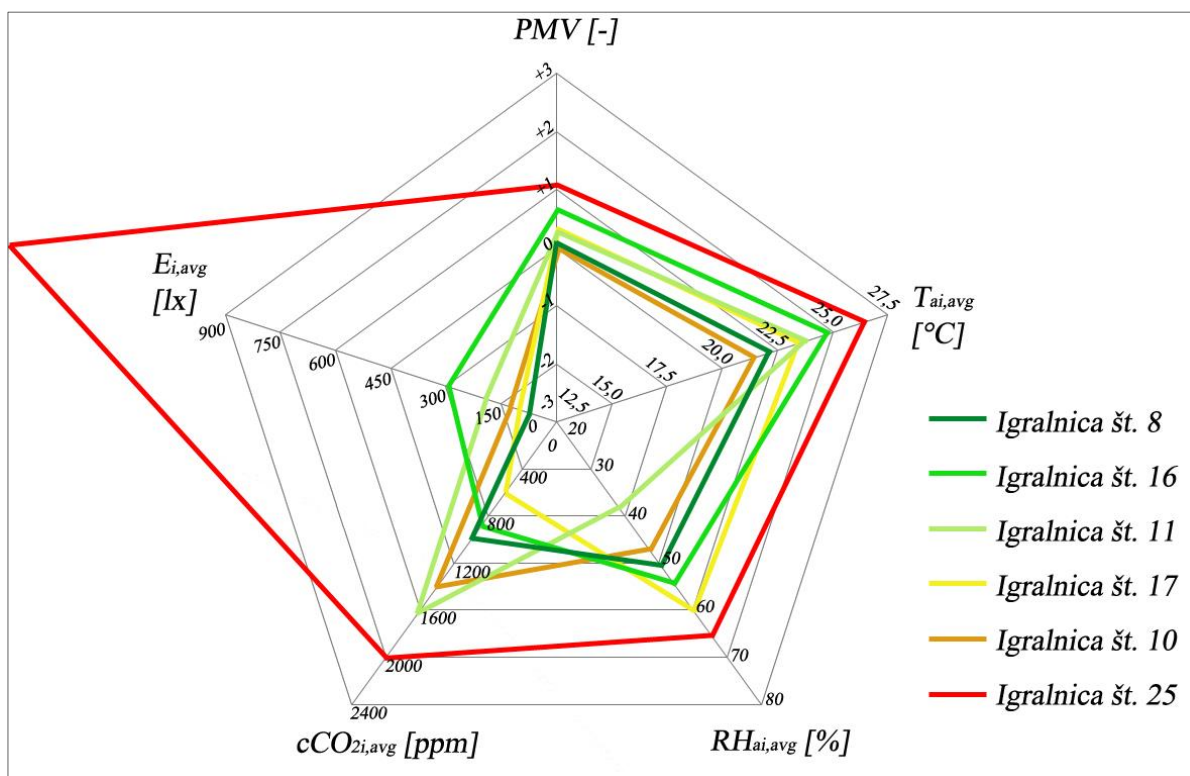 PMV [-]
+3
+2
+1
0
-1
-2
-3
Ei,avg
[lx]
900
750
600
450
300
150
0
Tai,avg
[°C]
27,5
25,0
22,5
20,0
17,5
15,0
12,5
20
30
40
50
60
70
80
RHai,avg [%]
0
400
800
1200
1600
2000
2400
cCO2i,avg [ppm]
Igralnica št. 8
Igralnica št. 16
Igralnica št. 11
Igralnica št. 17
Igralnica št. 10
Igralnica št. 25